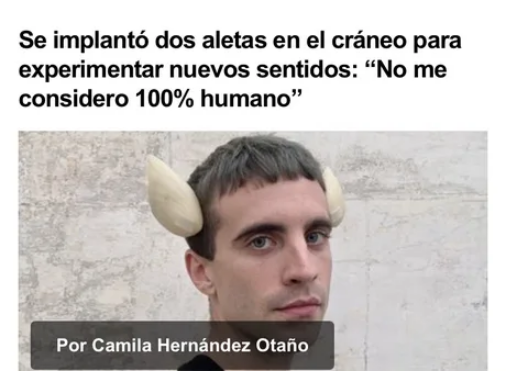 Se implantó dos aletas en el cráneo para
experimentar nuevos sentidos: “No me
considero 100% humano”
Por Camila Hernández Otaño